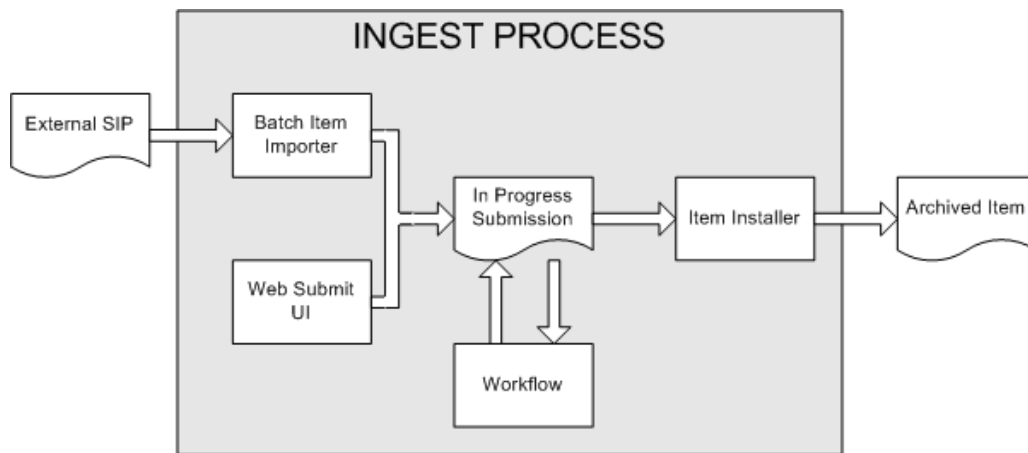 INGEST PROCESS
External SIP
Batch Item
Importer
In Progress
Submission
Item Installer
Archived Item
Web Submit
UI
Workflow